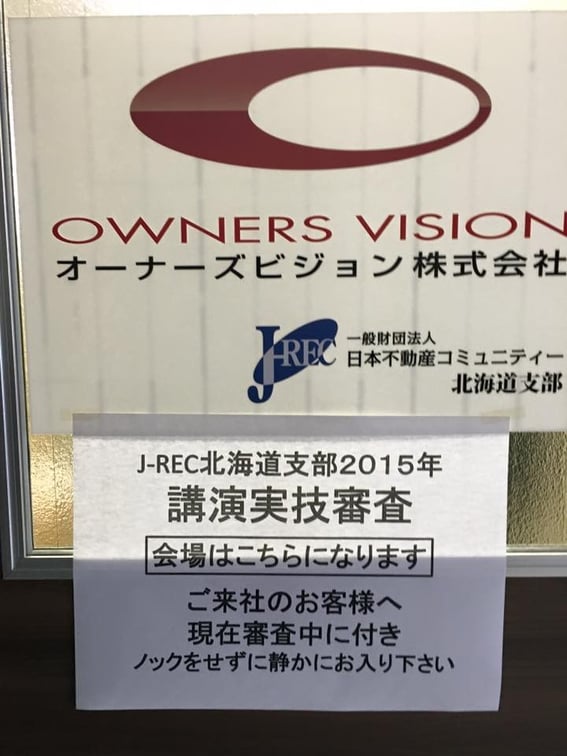 OWNERS VISION
オーナーズビジョン株式会社
J-REC
一般財団法人
日本不動産コミュニティー
北海道支部
J-REC北海道支部2015年
講演実技審査
会場はこちらになります
ご来社のお客様へ
現在審査中に付き
ノックをせずに静かにお入り下さい